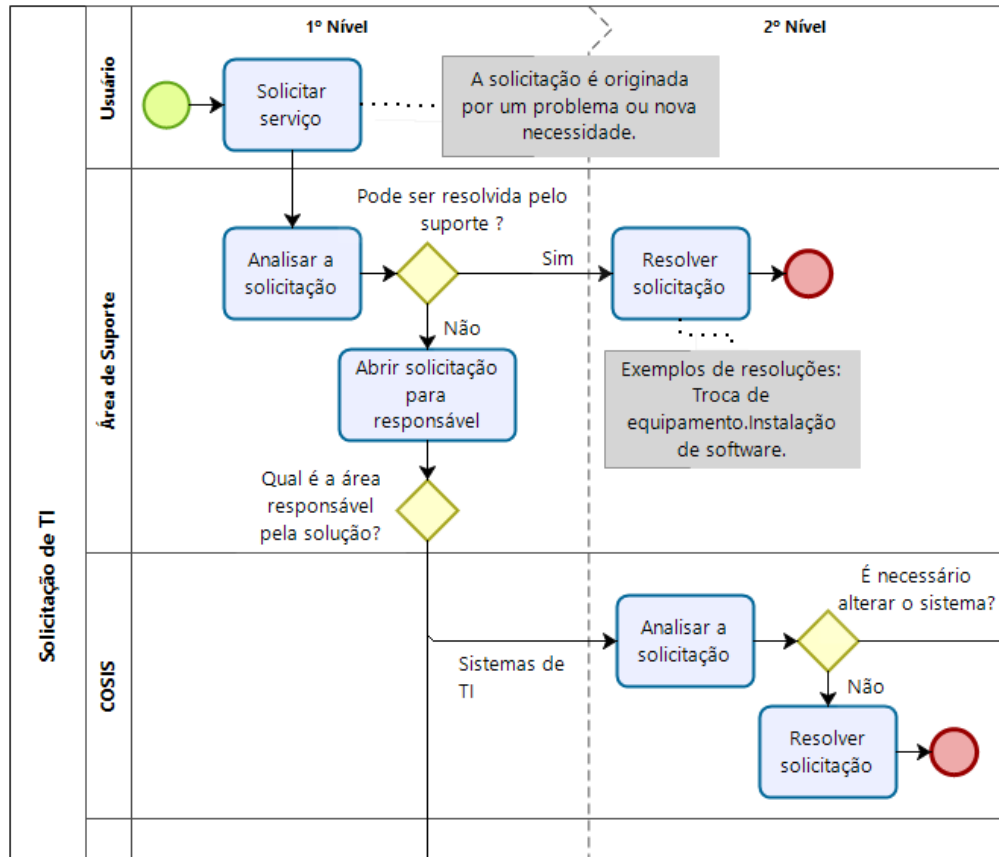 1º Nível
2º Nível
Solicitação de TI
Usuário
Solicitar
serviço
A solicitação é originada
por um problema ou nova
necessidade.
Área de Suporte
Analisar a
solicitação
Pode ser resolvida pelo
suporte ?
Sim
Resolver
solicitação
Não
Abrir solicitação
para
responsável
Exemplos de resoluções:
Troca de
equipamento.Instalação
de software.
Qual é a área
responsável
pela solução?
COSIS
Sistemas de
TI
Analisar a
solicitação
É necessário
alterar o sistema?
Não
Resolver
solicitação